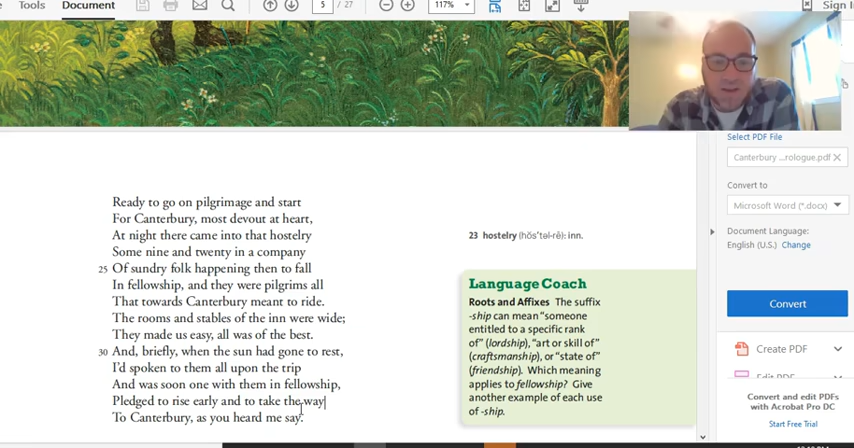 Tools Document 5 / 27 117% Sign I
Select PDF File
Canterbury ...rologue.pdf
Convert to
Microsoft Word (*.docx)
Document Language:
English (U.S.) Change
Convert
Create PDF
Edit PDF
Convert and edit PDFs
with Acrobat Pro DC
Start Free Trial
Ready to go on pilgrimage and start
For Canterbury, most devout at heart,
At night there came into that hostelry
Some nine and twenty in a company
25 Of sundry folk happening then to fall
In fellowship, and they were pilgrims all
That towards Canterbury meant to ride.
The rooms and stables of the inn were wide;
They made us easy, all was of the best.
30 And, briefly, when the sun had gone to rest,
I'd spoken to them all upon the trip
And was soon one with them in fellowship,
Pledged to rise early and to take the way
To Canterbury, as you heard me say.
23 hostelry (hŏs'təl-rē): inn.
Language Coach
Roots and Affixes The suffix
-ship can mean "someone
entitled to a specific rank
of" (lordship), "art or skill of"
(craftsmanship), or "state of"
(friendship). Which meaning
applies to fellowship? Give
another example of each use
of -ship.